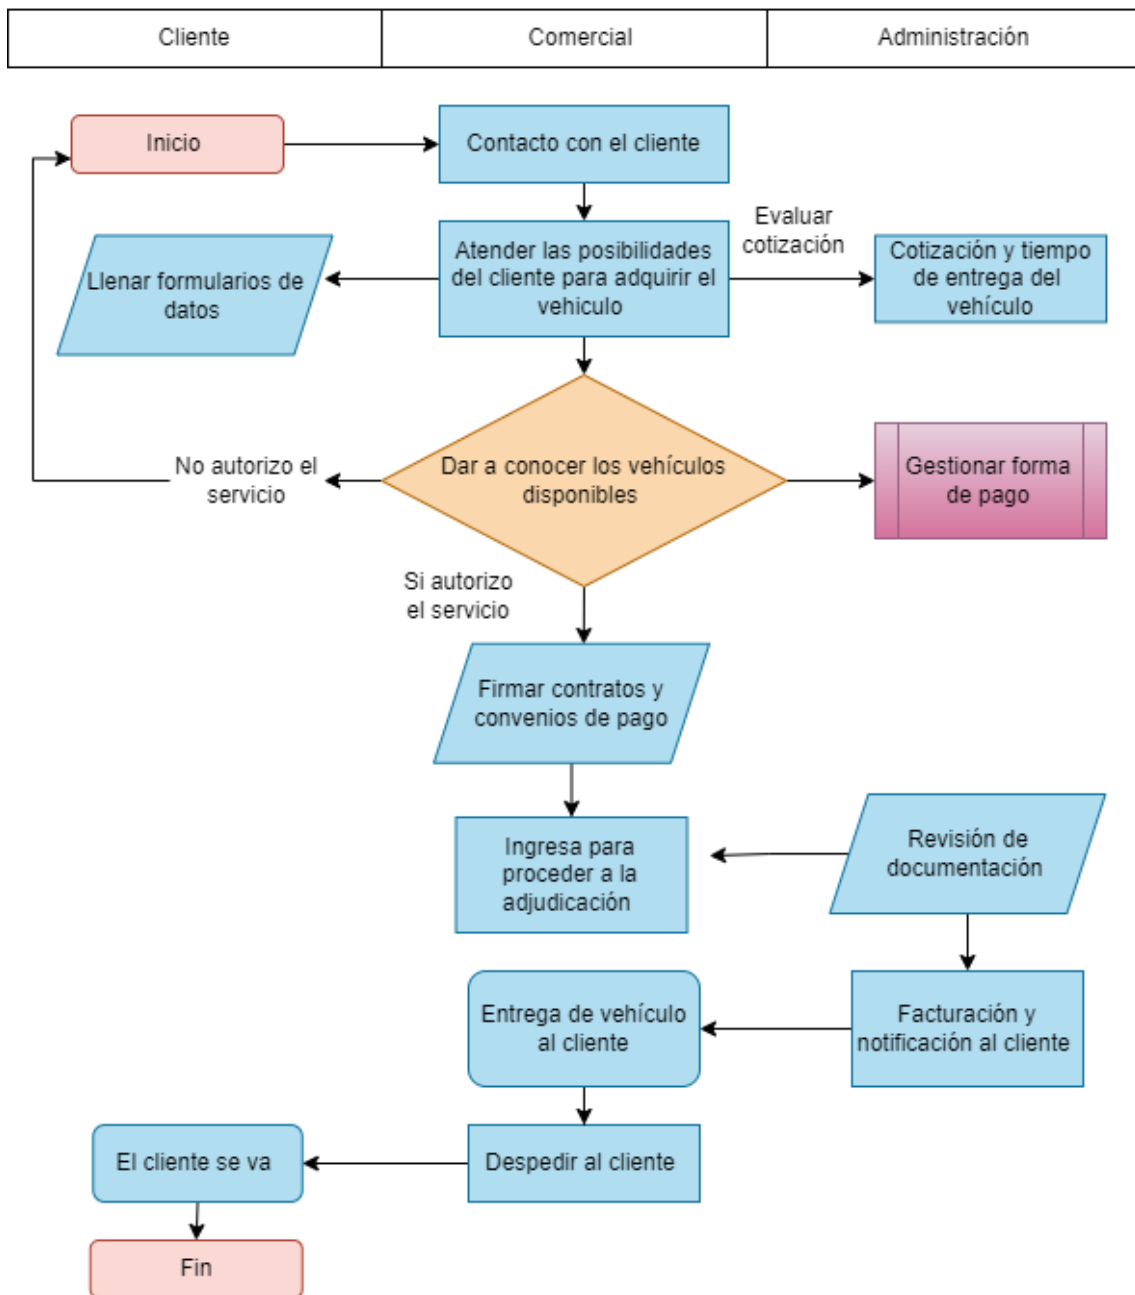 Cliente
Comercial
Administración
Inicio
Contacto con el cliente
Evaluar
cotización
Llenar formularios de
datos
Atender las posibilidades
del cliente para adquirir el
vehiculo
Cotización y tiempo
de entrega del
vehículo
No autorizo el
servicio
Dar a conocer los vehículos
disponibles
Gestionar forma
de pago
Si autorizo
el servicio
Firmar contratos y
convenios de pago
Ingresa para
proceder a la
adjudicación
Revisión de
documentación
Entrega de vehículo
al cliente
Facturación y
notificación al cliente
El cliente se va
Despedir al cliente
Fin